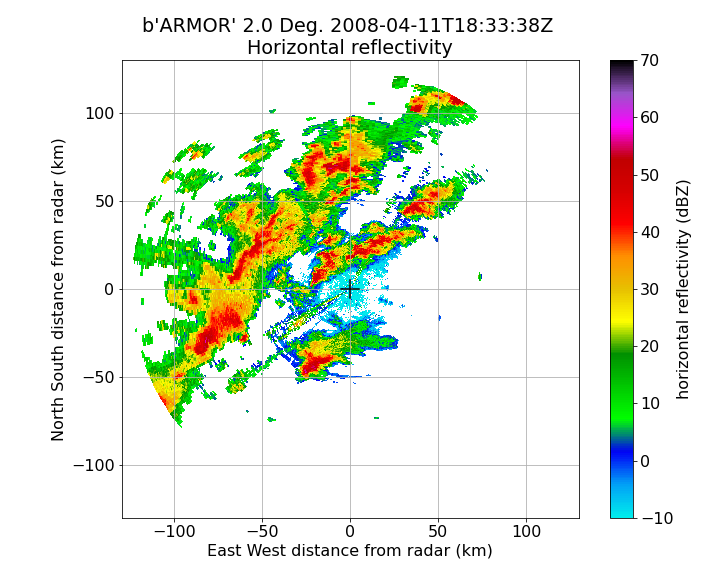 b'ARMOR' 2.0 Deg. 2008-04-11T18:33:38Z
Horizontal reflectivity
North South distance from radar (km)
100
50
0
−50
−100
−100 −50 0 50 100
East West distance from radar (km)
70
60
50
40
30
20
10
0
−10
horizontal reflectivity (dBZ)